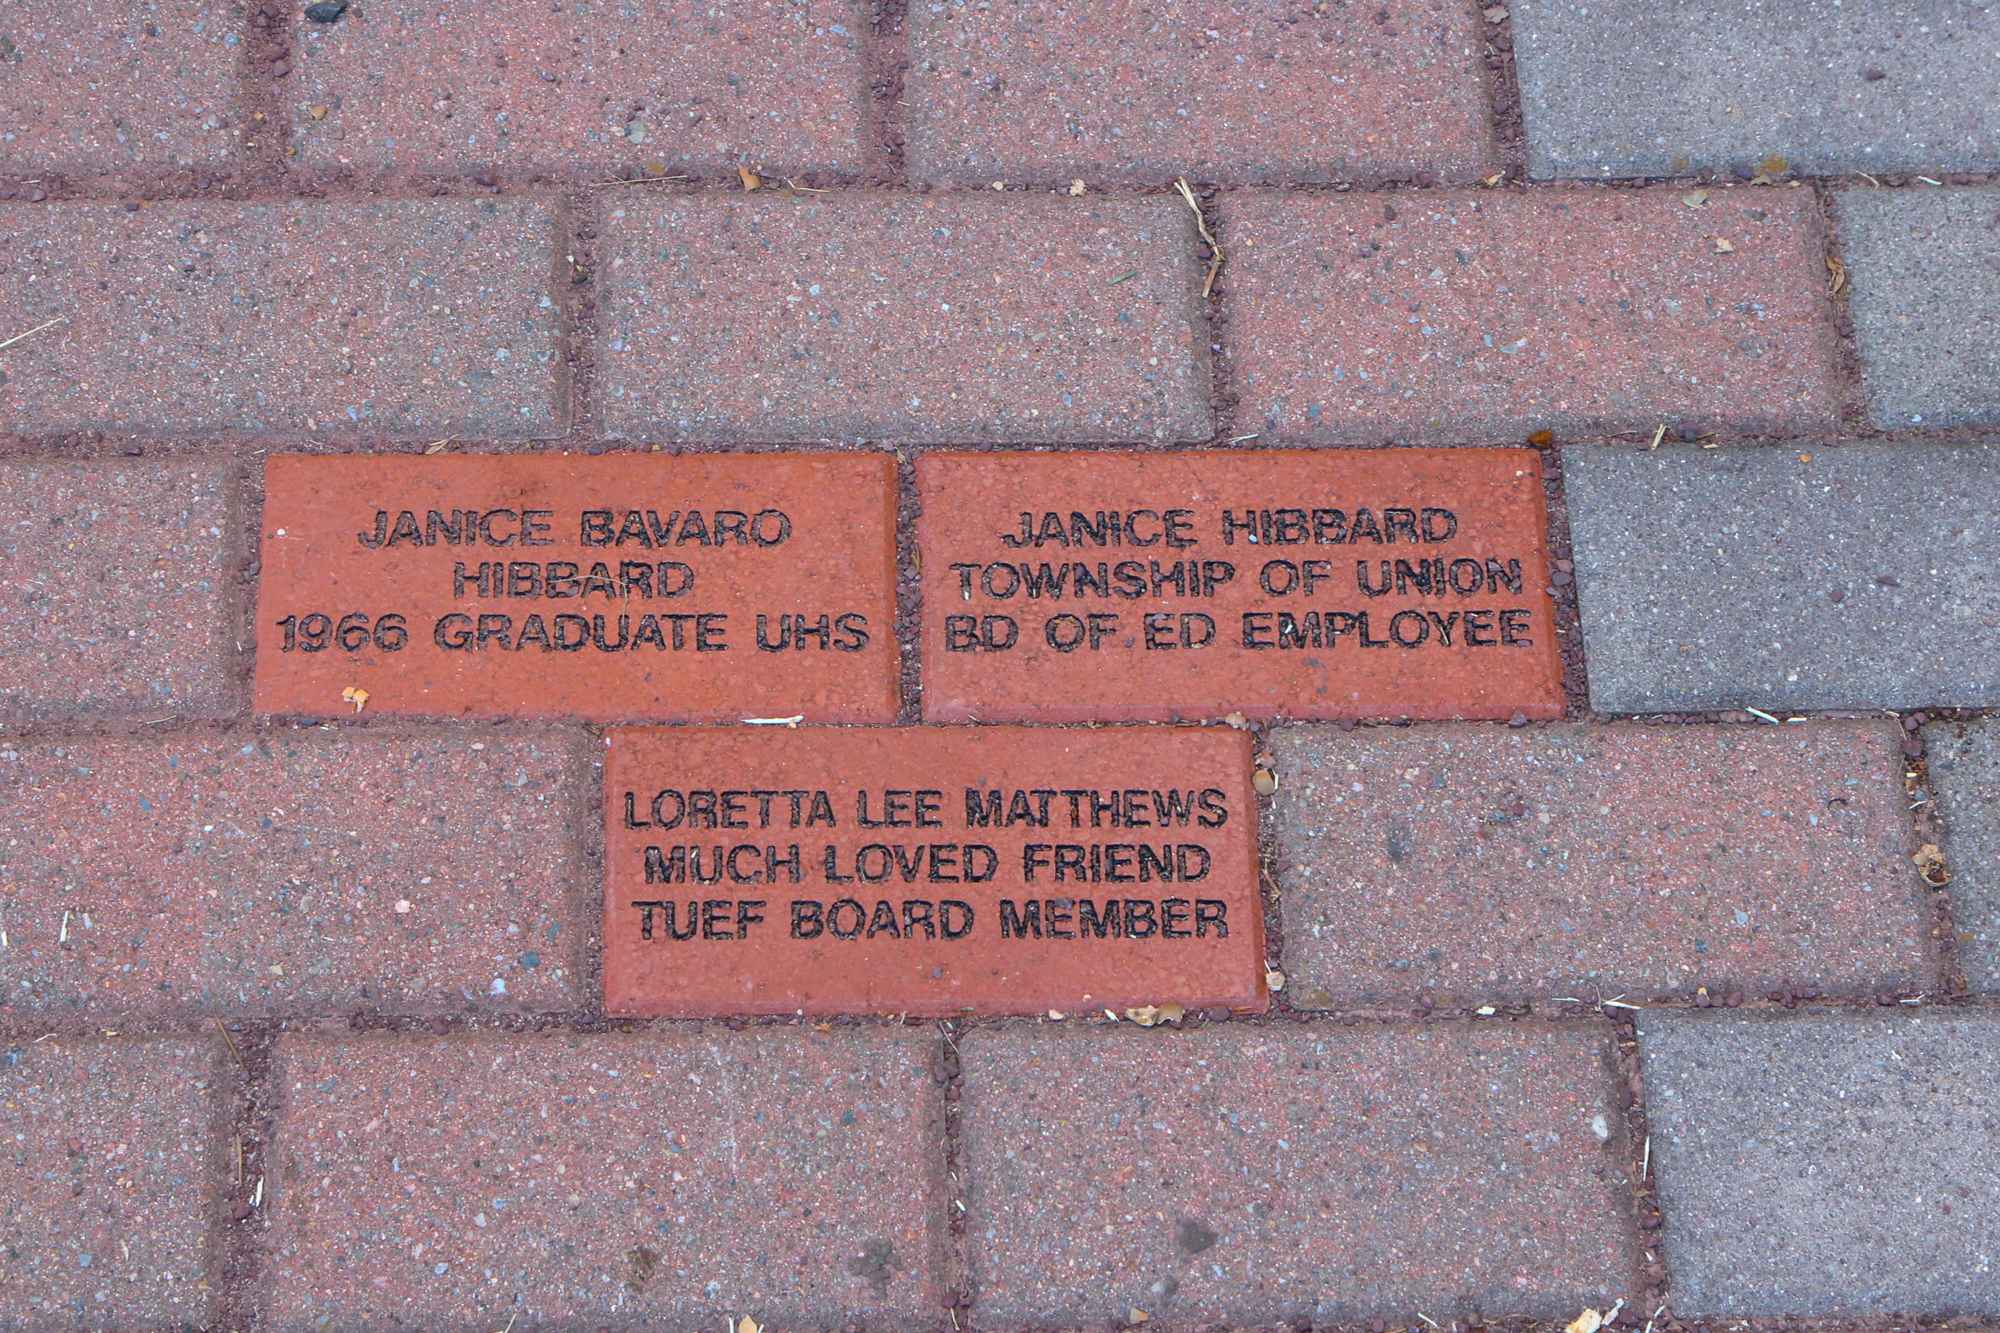 JANICE BAVARO
HIBBARD
1966 GRADUATE UHS
JANICE HIBBARD
TOWNSHIP OF UNION
BD OF ED EMPLOYEE
LORETTA LEE MATTHEWS
MUCH LOVED FRIEND
TUEF BOARD MEMBER